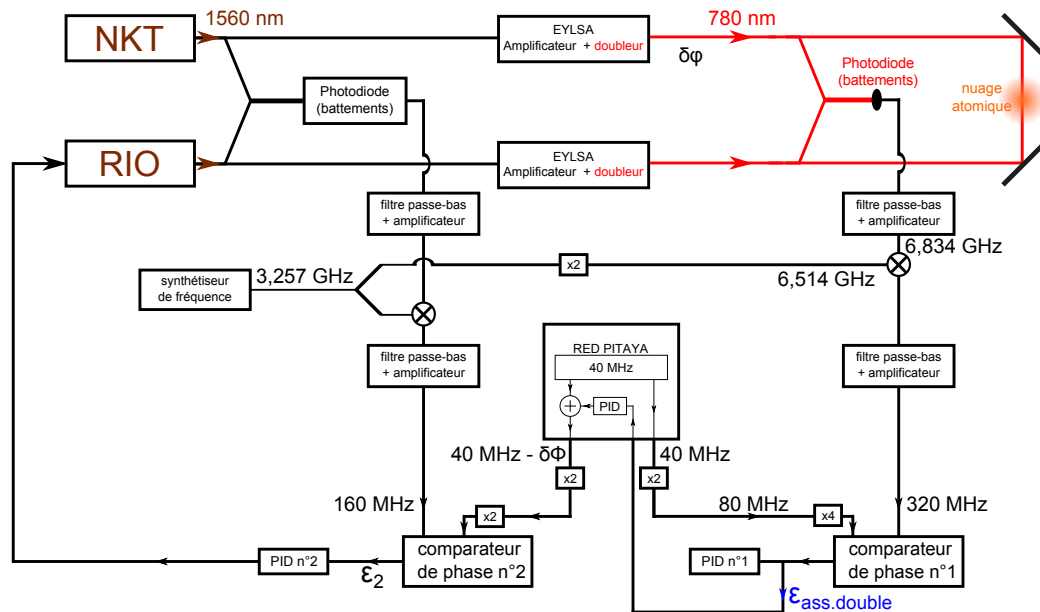 NKT
1560 nm
EYLSA
Amplificateur + doubleur
780 nm
δφ
Photodiode
(battements)
Photodiode
(battements)
nuage
atomique
RIO
EYLSA
Amplificateur + doubleur
filtre passe-bas
+ amplificateur
filtre passe-bas
+ amplificateur
6,834 GHz
synthétiseur
de fréquence
3,257 GHz
x2
6,514 GHz
filtre passe-bas
+ amplificateur
RED PITAYA
40 MHz
PID
filtre passe-bas
+ amplificateur
40 MHz - δΦ
40 MHz
x2
x2
160 MHz
x2
80 MHz
x4
320 MHz
PID n°2
ε2
comparateur
de phase n°2
PID n°1
comparateur
de phase n°1
εass.double